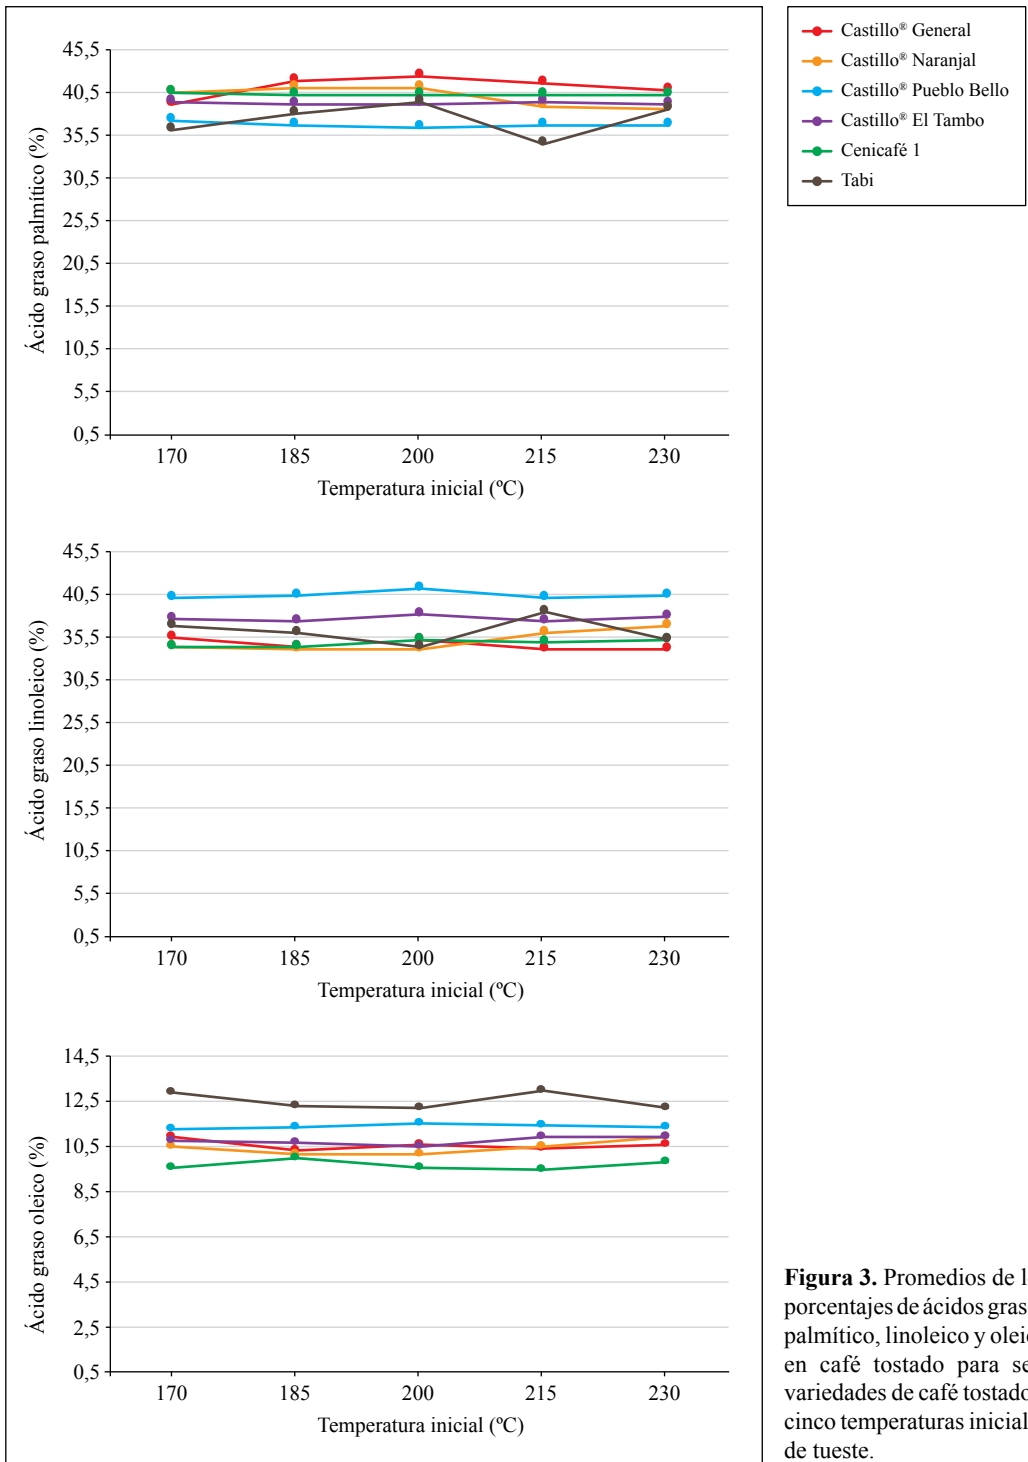 Castillo® General
Castillo® Naranjal
Castillo® Pueblo Bello
Castillo® El Tambo
Cenicafé 1
Tabi
Ácido graso palmítico (%)
45,5
40,5
35,5
30,5
25,5
20,5
15,5
10,5
5,5
0,5
170 185 200 215 230
Temperatura inicial (ºC)
Ácido graso linoleico (%)
45,5
40,5
35,5
30,5
25,5
20,5
15,5
10,5
5,5
0,5
170 185 200 215 230
Temperatura inicial (ºC)
Ácido graso oleico (%)
14,5
12,5
10,5
8,5
6,5
4,5
2,5
0,5
170 185 200 215 230
Temperatura inicial (ºC)
Figura 3. Promedios de l
porcentajes de ácidos gras
palmítico, linoleico y oleic
en café tostado para se
variedades de café tostado
cinco temperaturas inicial
de tueste.